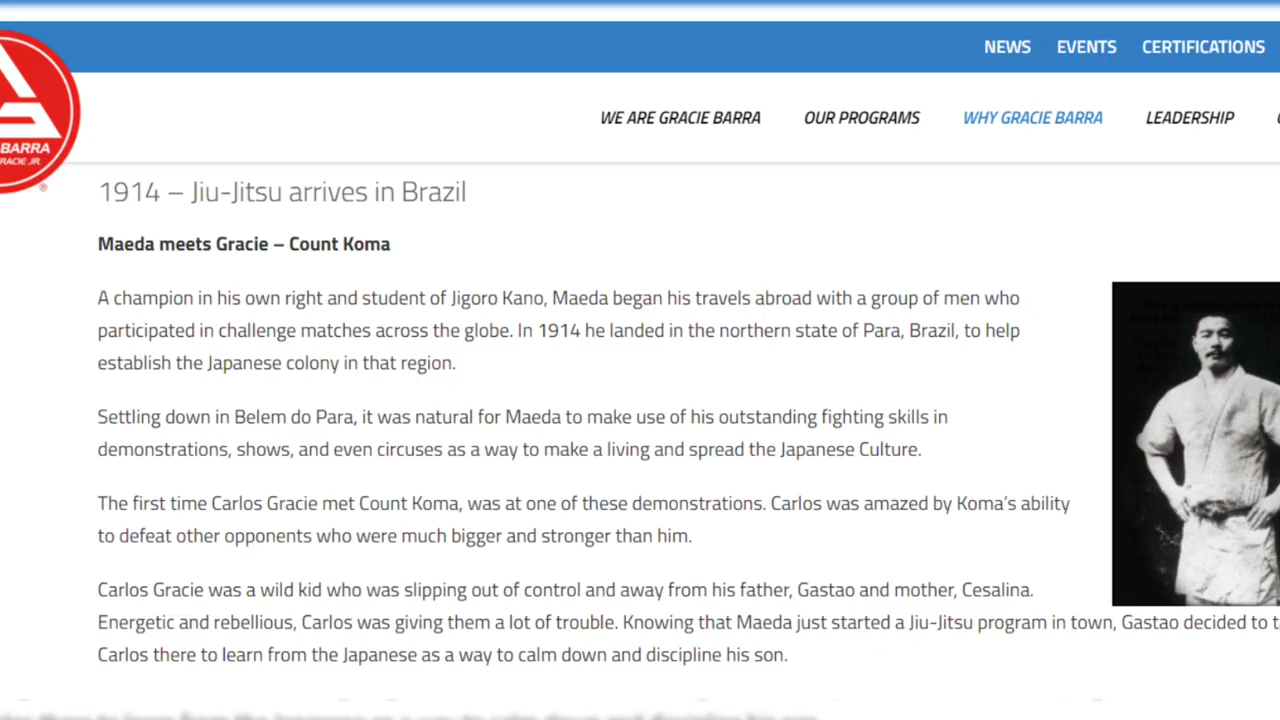 NEWS EVENTS CERTIFICATIONS
BARRA
RACIE JR.
®
WE ARE GRACIE BARRA OUR PROGRAMS WHY GRACIE BARRA LEADERSHIP
1914 – Jiu-Jitsu arrives in Brazil
Maeda meets Gracie – Count Koma
A champion in his own right and student of Jigoro Kano, Maeda began his travels abroad with a group of men who
participated in challenge matches across the globe. In 1914 he landed in the northern state of Para, Brazil, to help
establish the Japanese colony in that region.
Settling down in Belem do Para, it was natural for Maeda to make use of his outstanding fighting skills in
demonstrations, shows, and even circuses as a way to make a living and spread the Japanese Culture.
The first time Carlos Gracie met Count Koma, was at one of these demonstrations. Carlos was amazed by Koma’s ability
to defeat other opponents who were much bigger and stronger than him.
Carlos Gracie was a wild kid who was slipping out of control and away from his father, Gastao and mother, Cesalina.
Energetic and rebellious, Carlos was giving them a lot of trouble. Knowing that Maeda just started a Jiu-Jitsu program in town, Gastao decided to
Carlos there to learn from the Japanese as a way to calm down and discipline his son.